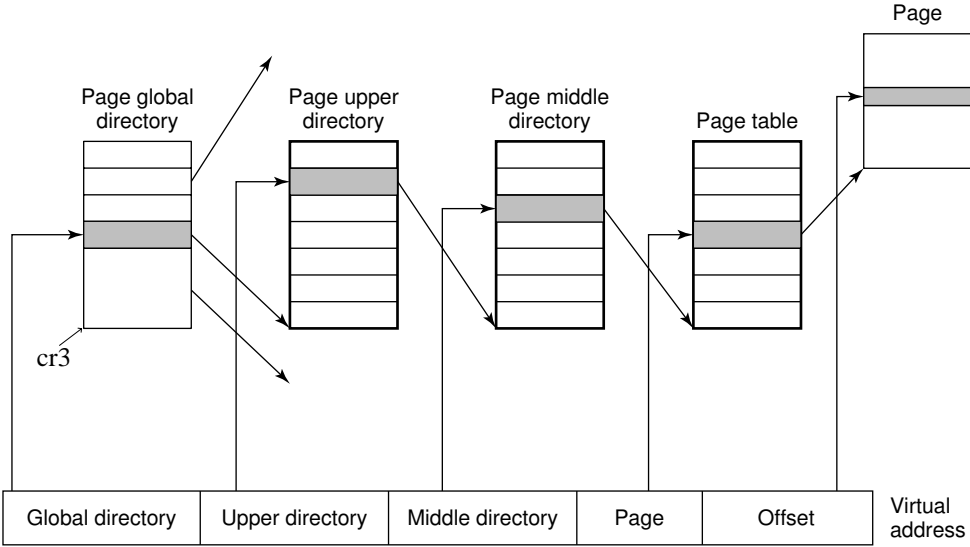 Page
Page global
directory
Page upper
directory
Page middle
directory
Page table
cr3
Global directory
Upper directory
Middle directory
Page
Offset
Virtual
address